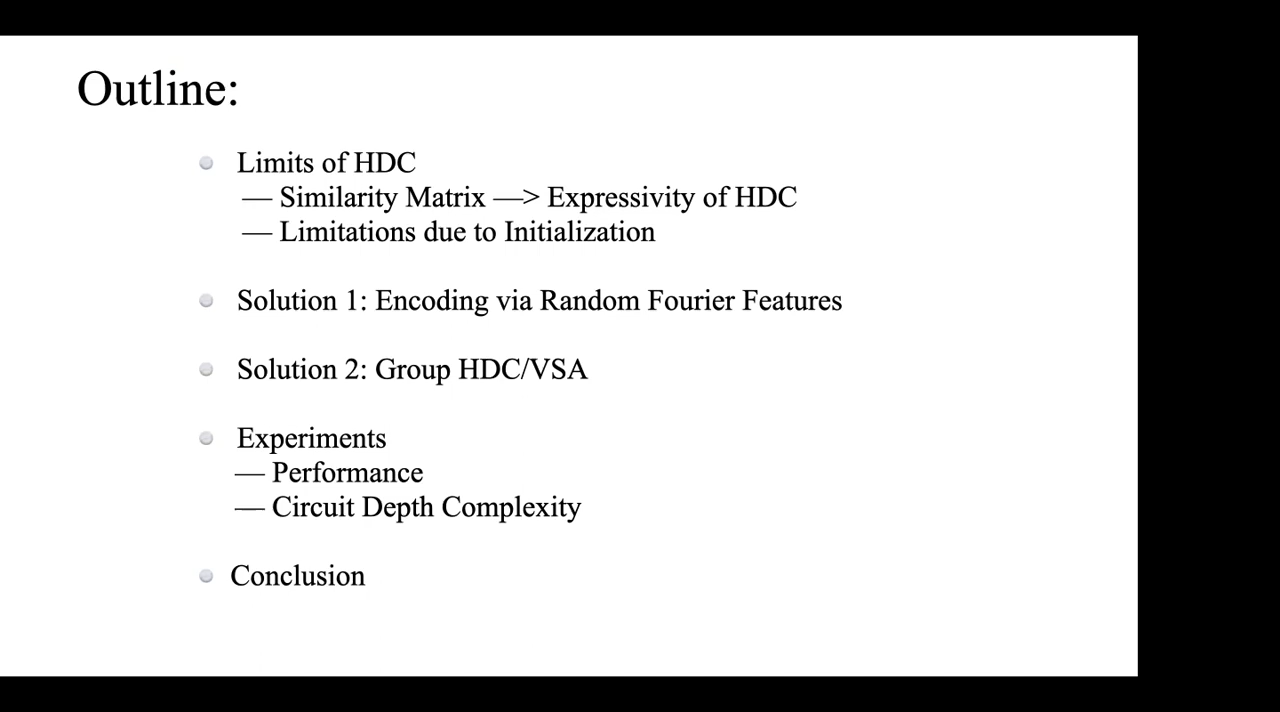 Outline:
Limits of HDC
— Similarity Matrix —> Expressivity of HDC
— Limitations due to Initialization
Solution 1: Encoding via Random Fourier Features
Solution 2: Group HDC/VSA
Experiments
— Performance
— Circuit Depth Complexity
Conclusion